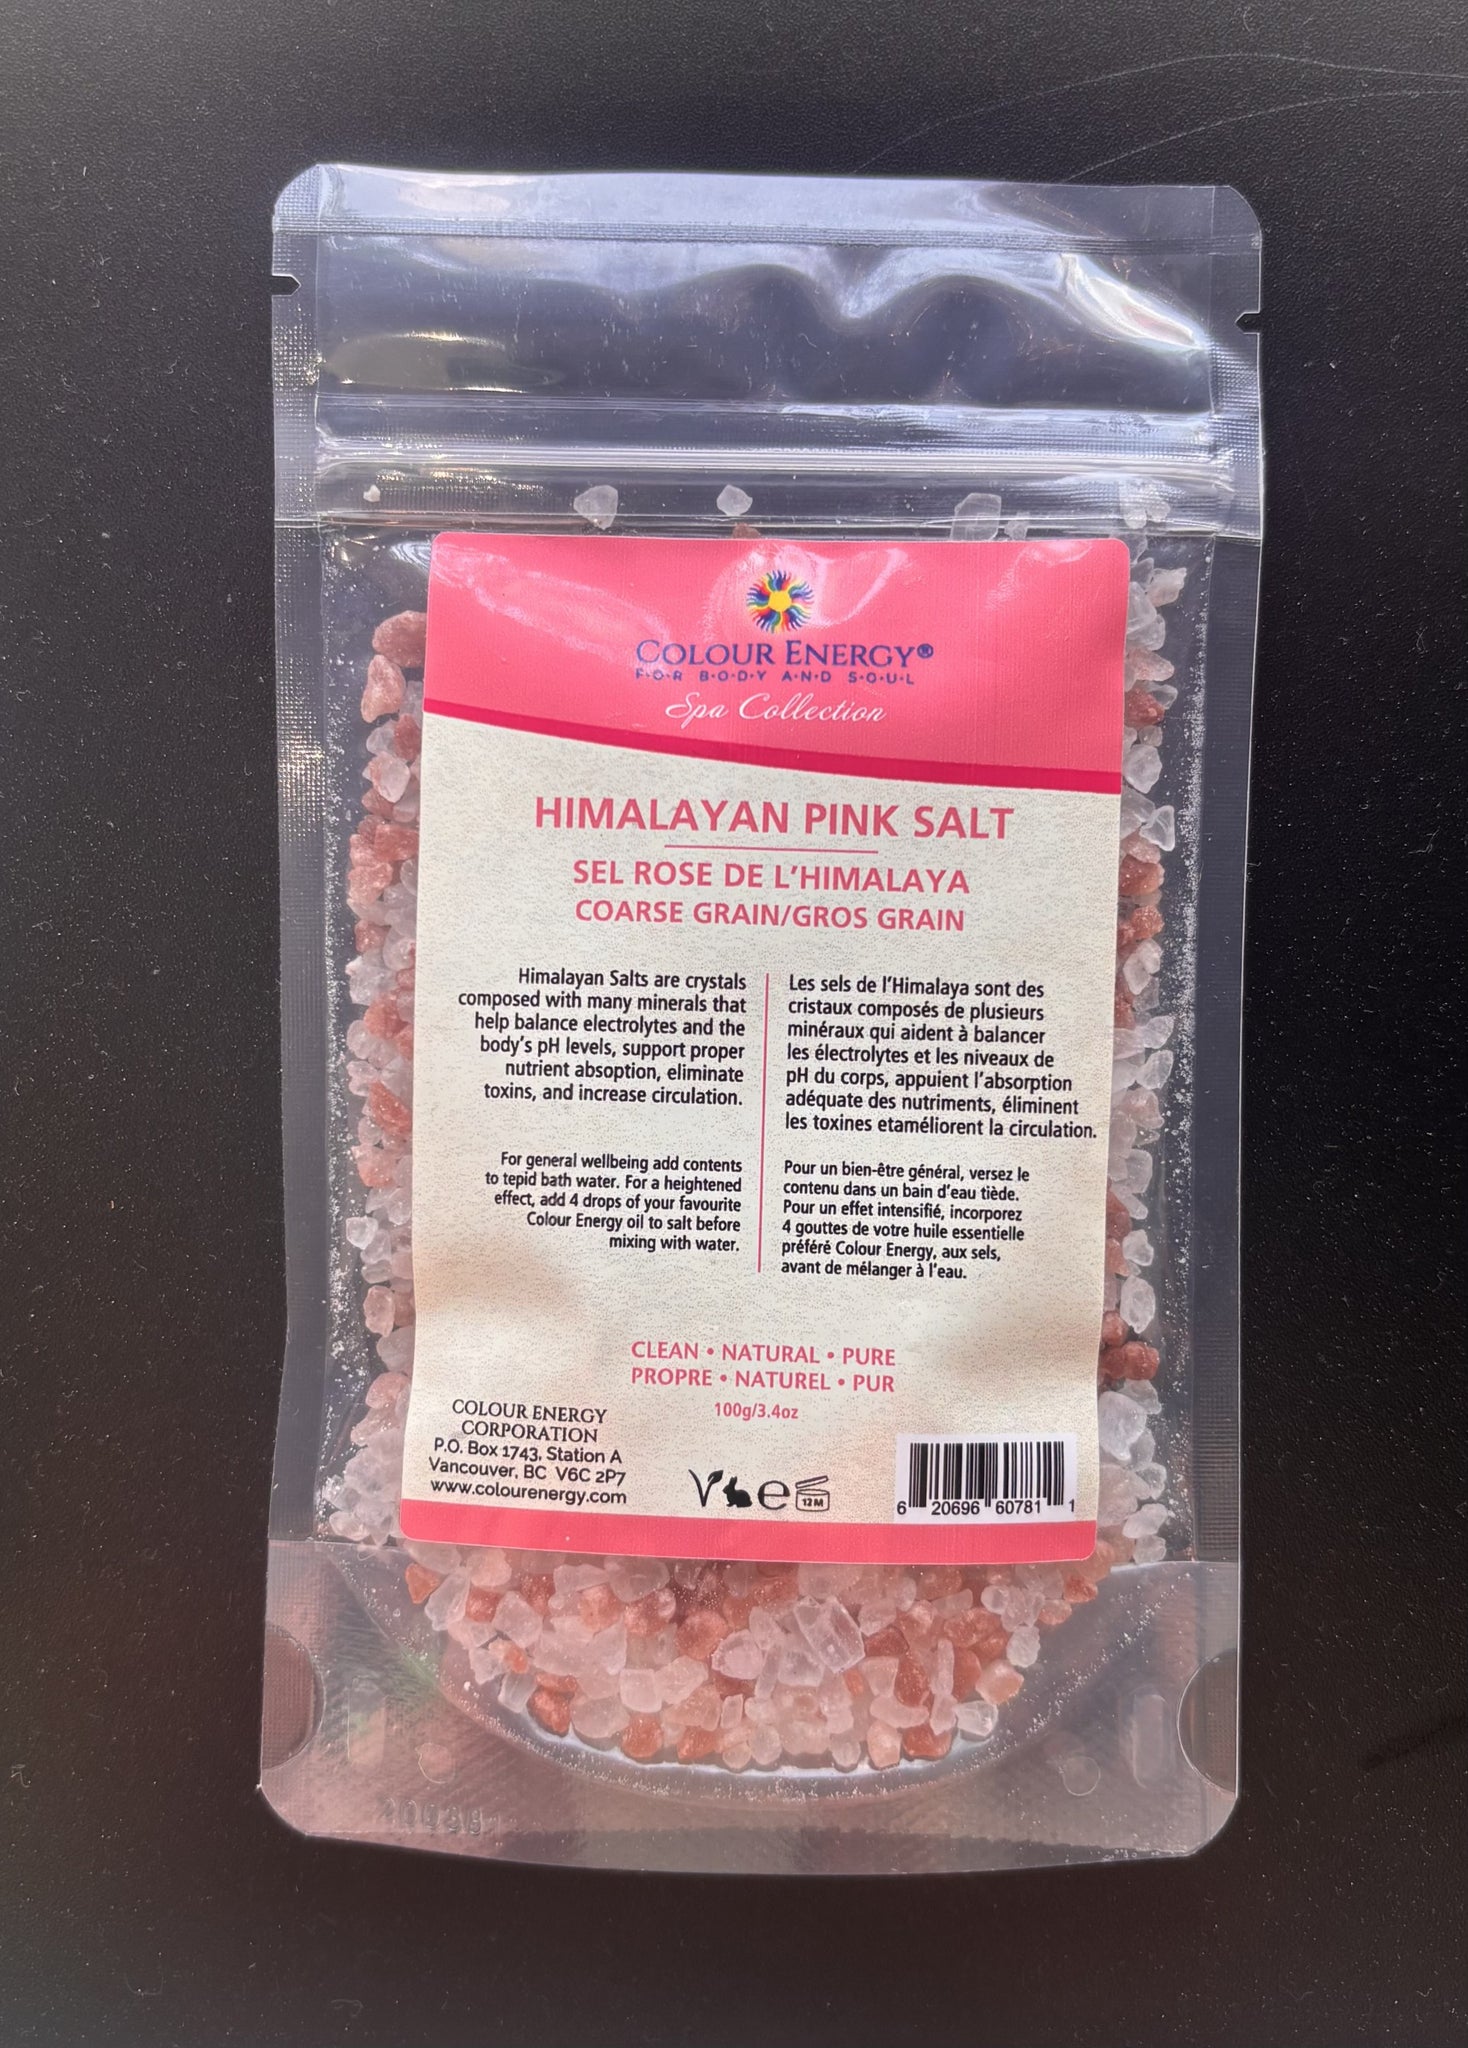 COLOUR ENERGY®
F·O·R B·O·D·Y A·N·D S·O·U·L
Spa Collection
HIMALAYAN PINK SALT
SEL ROSE DE L'HIMALAYA
COARSE GRAIN/GROS GRAIN
Himalayan Salts are crystals
composed with many minerals that
help balance electrolytes and the
body's pH levels, support proper
nutrient absoption, eliminate
toxins, and increase circulation.
For general wellbeing add contents
to tepid bath water. For a heightened
effect, add 4 drops of your favourite
Colour Energy oil to salt before
mixing with water.
Les sels de l'Himalaya sont des
cristaux composés de plusieurs
minéraux qui aident à balancer
les électrolytes et les niveaux de
pH du corps, appuient l'absorption
adéquate des nutriments, éliminent
les toxines etaméliorent la circulation.
Pour un bien-être général, versez le
contenu dans un bain d'eau tiède.
Pour un effet intensifié, incorporez
4 gouttes de votre huile essentielle
préféré Colour Energy, aux sels,
avant de mélanger à l'eau.
CLEAN • NATURAL • PURE
PROPRE • NATUREL • PUR
100g/3.4oz
COLOUR ENERGY
CORPORATION
P.O. Box 1743, Station A
Vancouver, BC V6C 2P7
www.colourenergy.com
V e 12M
6 20696 60781 1